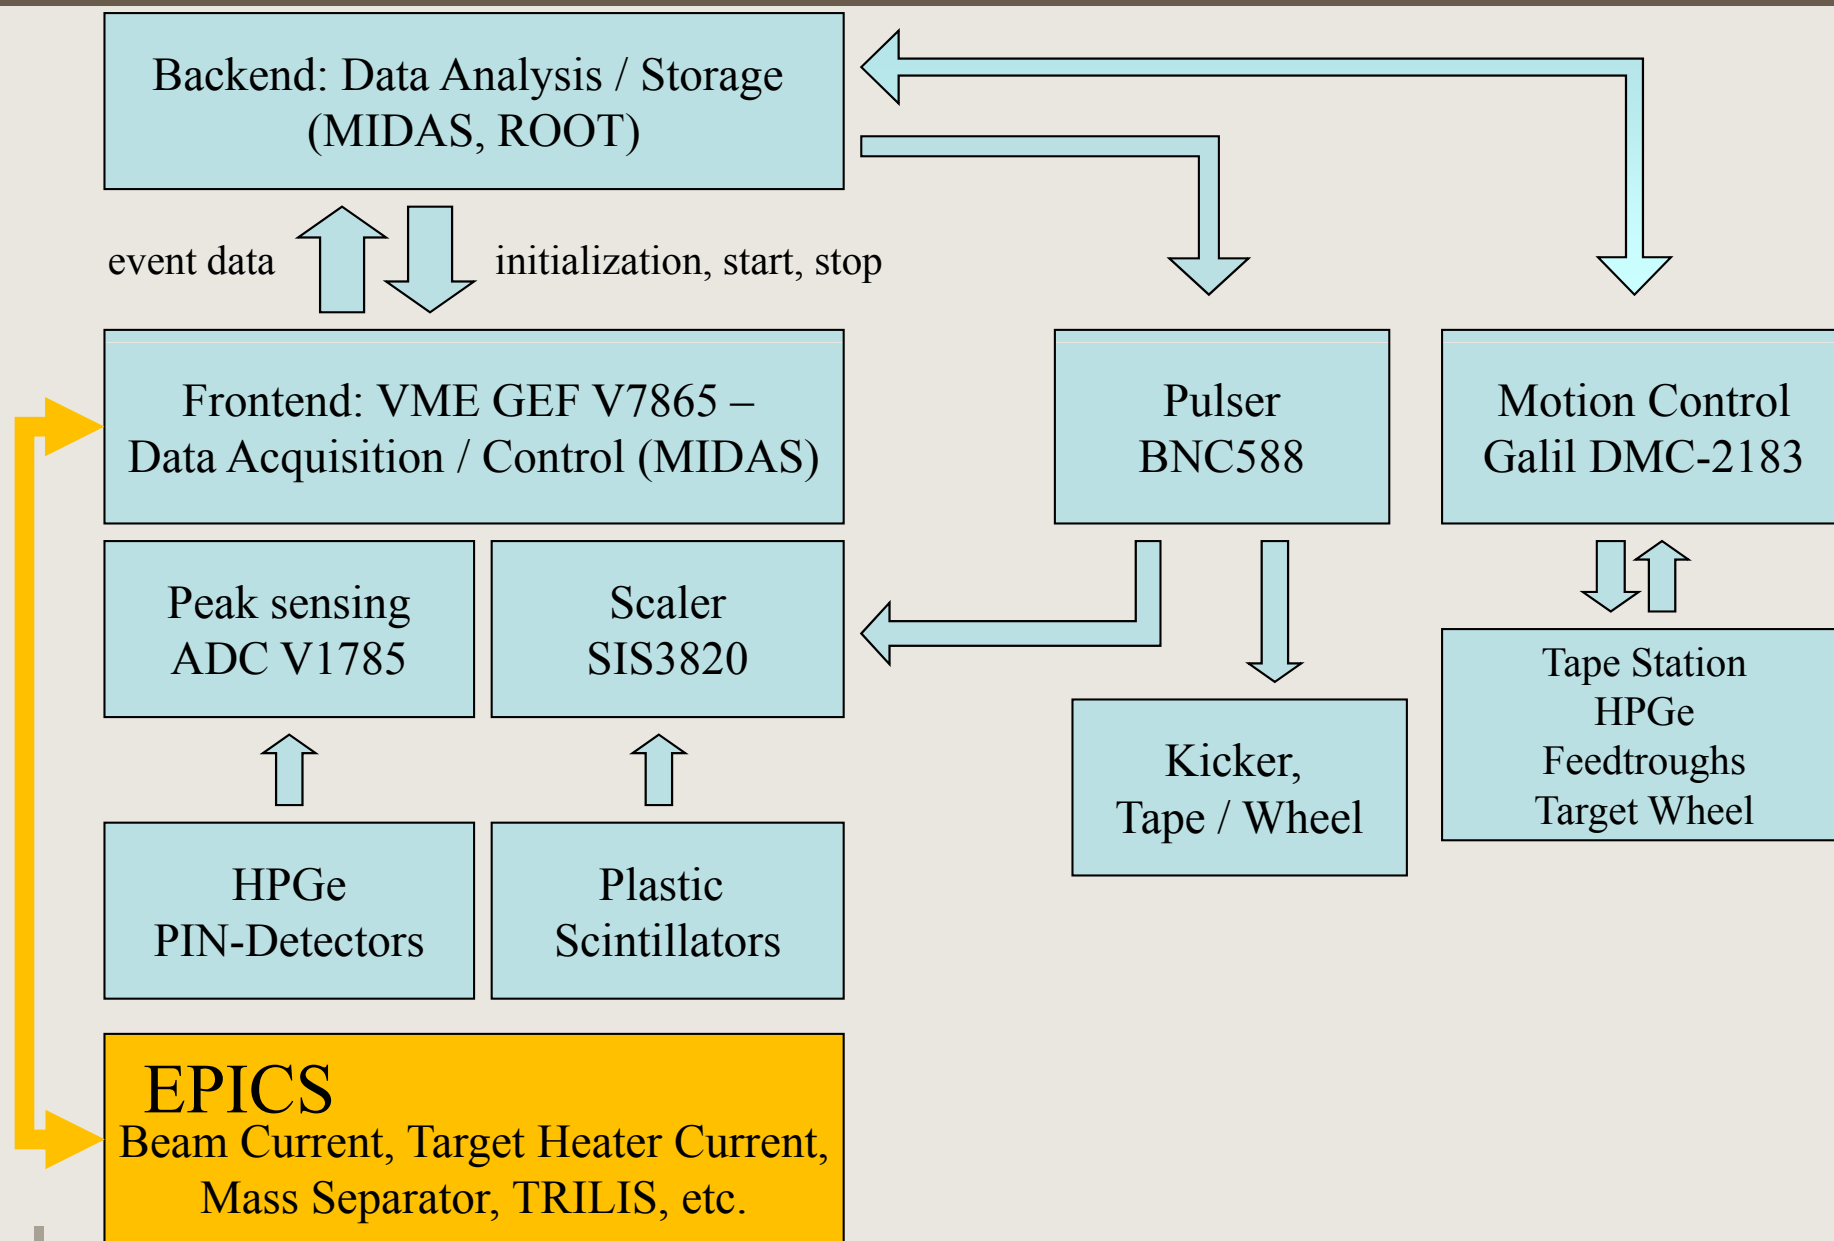 Backend: Data Analysis / Storage
(MIDAS, ROOT)
event data
initialization, start, stop
Frontend: VME GEF V7865 –
Data Acquisition / Control (MIDAS)
Pulser
BNC588
Motion Control
Galil DMC-2183
Peak sensing
ADC V1785
Scaler
SIS3820
Tape Station
HPGe
Feedtroughs
Target Wheel
Kicker,
Tape / Wheel
HPGe
PIN-Detectors
Plastic
Scintillators
EPICS
Beam Current, Target Heater Current,
Mass Separator, TRILIS, etc.